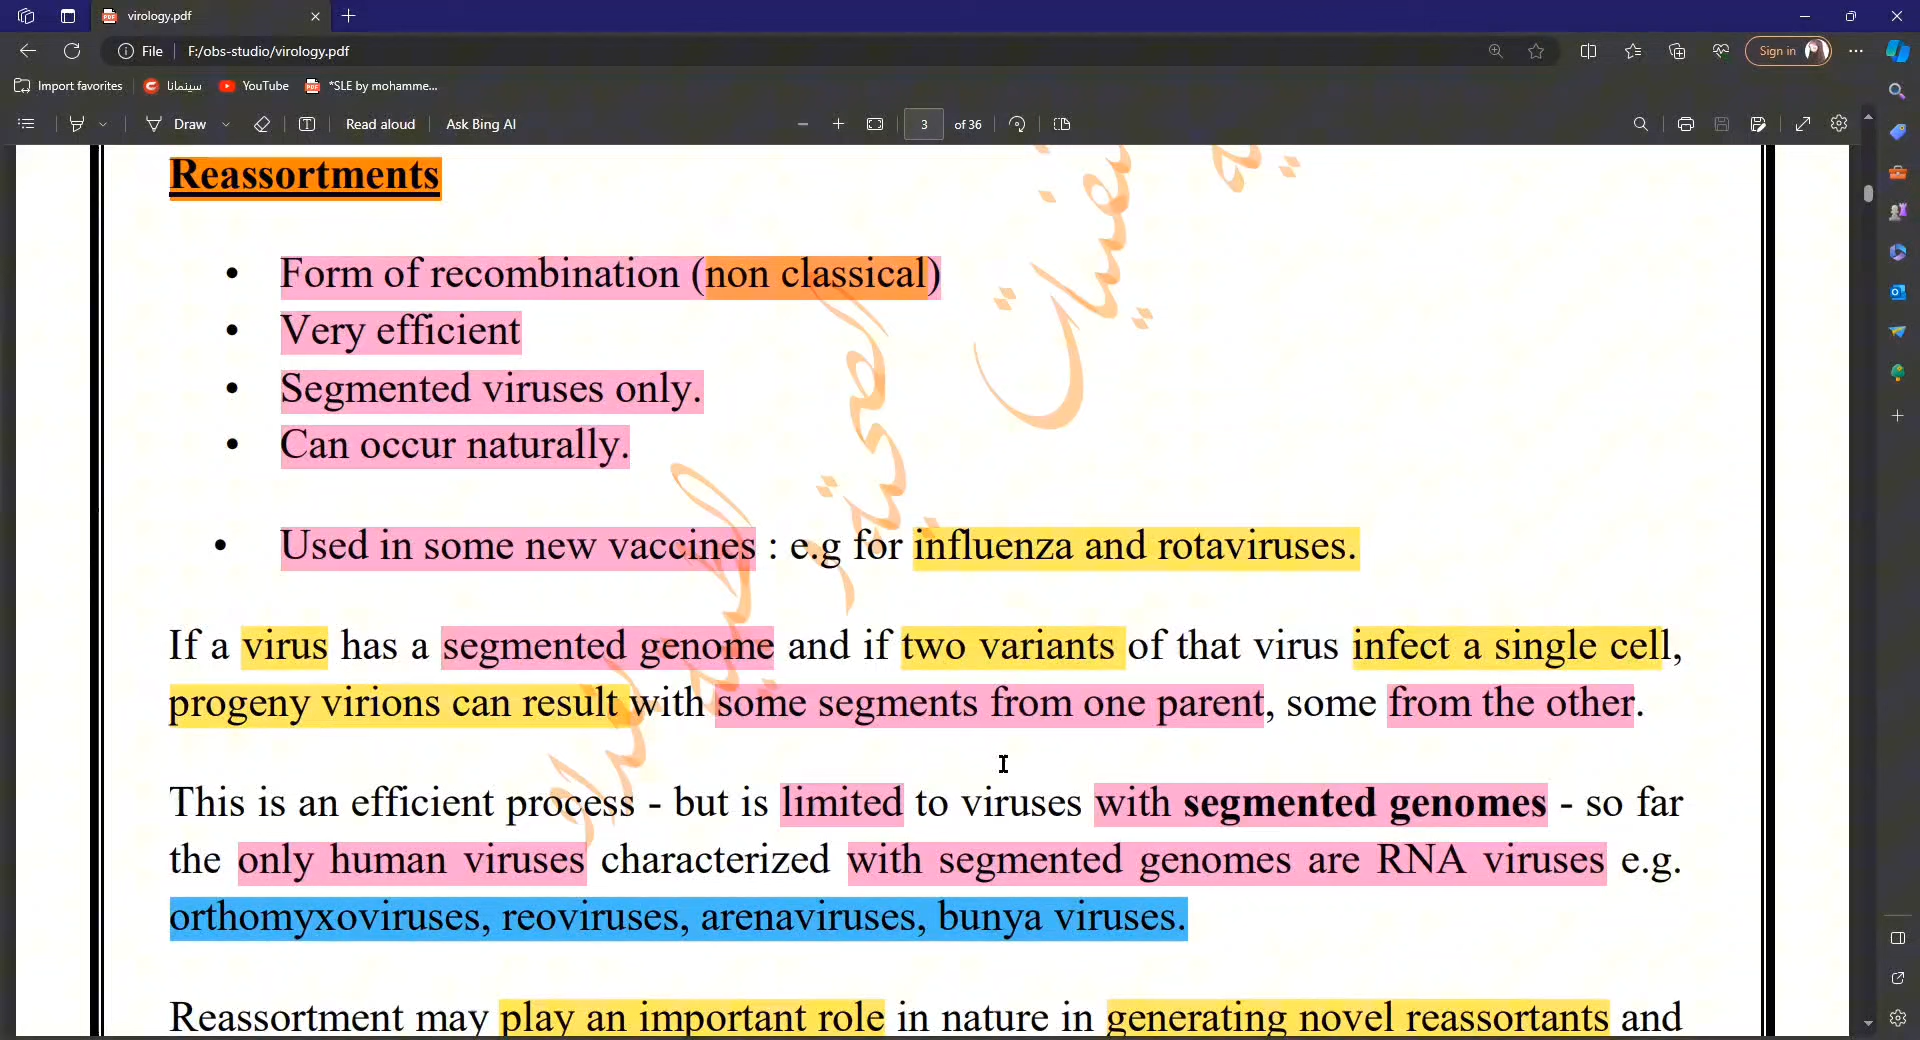 virology.pdf
File
F:/obs-studio/virology.pdf
Sign in
Import favorites
سينمانا
YouTube
*SLE by mohamme...
Draw
Read aloud
Ask Bing AI
3
of 36
Reassortments
• Form of recombination (non classical)
• Very efficient
• Segmented viruses only.
• Can occur naturally.
• Used in some new vaccines : e.g for influenza and rotaviruses.
If a virus has a segmented genome and if two variants of that virus infect a single cell,
progeny virions can result with some segments from one parent, some from the other.
This is an efficient process - but is limited to viruses with segmented genomes - so far
the only human viruses characterized with segmented genomes are RNA viruses e.g.
orthomyxoviruses, reoviruses, arenaviruses, bunya viruses.
Reassortment may play an important role in nature in generating novel reassortants and